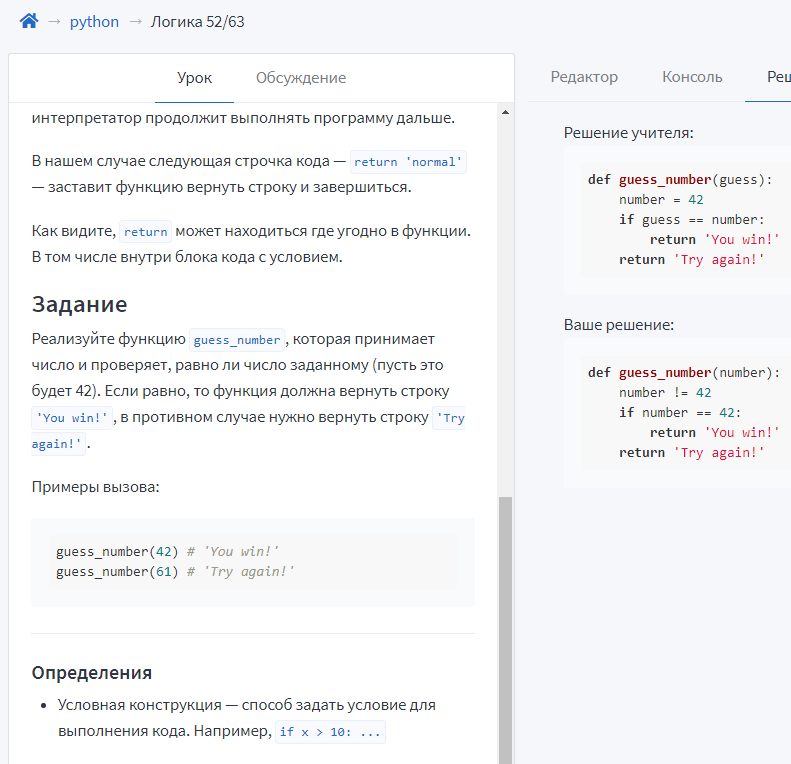 → python → Логика 52/63
Урок Обсуждение
интерпретатор продолжит выполнять программу дальше.
В нашем случае следующая строчка кода — return 'normal'
— заставит функцию вернуть строку и завершиться.
Как видите, return может находиться где угодно в функции.
В том числе внутри блока кода с условием.
Задание
Реализуйте функцию guess_number, которая принимает
число и проверяет, равно ли число заданному (пусть это
будет 42). Если равно, то функция должна вернуть строку
'You win!', в противном случае нужно вернуть строку 'Try
again!'.
Примеры вызова:
guess_number(42) # 'You win!'
guess_number(61) # 'Try again!'
Определения
• Условная конструкция — способ задать условие для
выполнения кода. Например, if x > 10: ...
Редактор Консоль Реш
Решение учителя:
def guess_number(guess):
    number = 42
    if guess == number:
        return 'You win!'
    return 'Try again!'
Ваше решение:
def guess_number(number):
    number != 42
    if number == 42:
        return 'You win!'
    return 'Try again!'